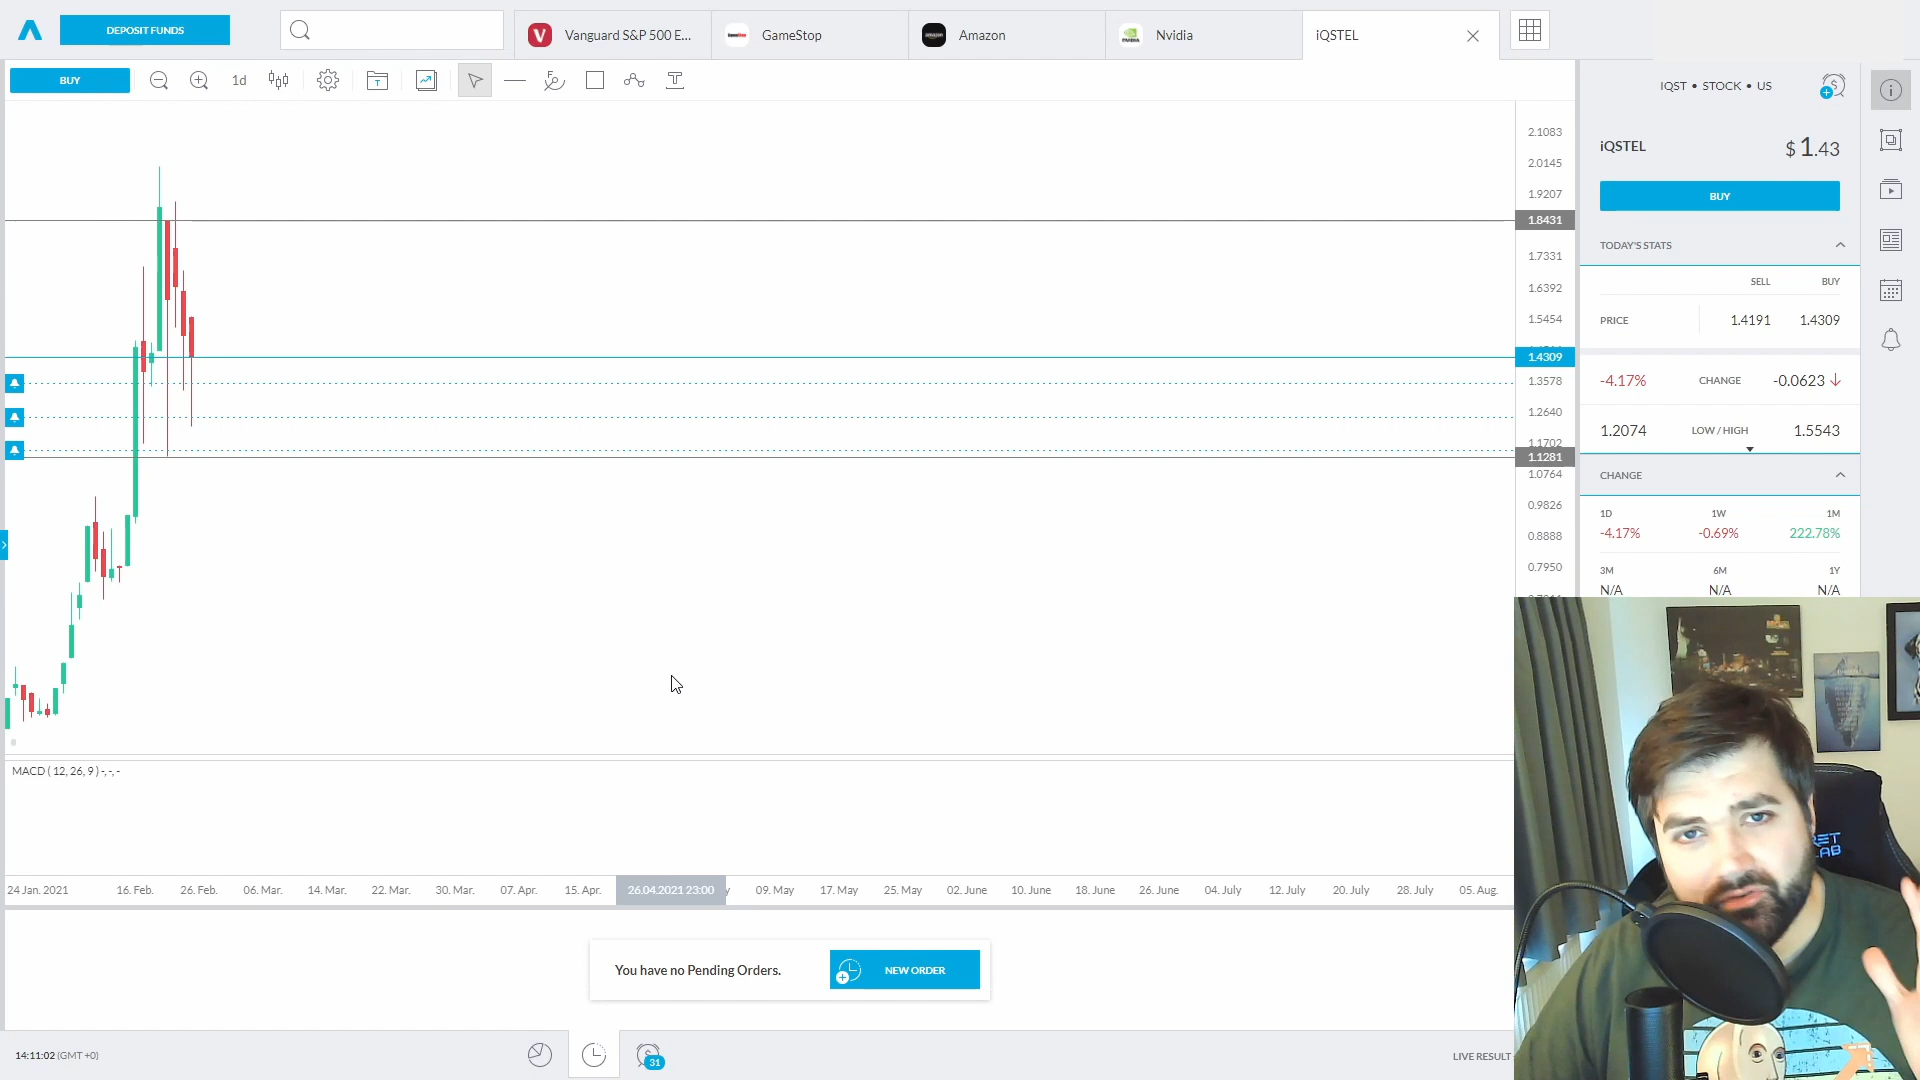 DEPOSIT FUNDS
Vanguard S&P 500 E...
GameStop
Amazon
Nvidia
iQSTEL
BUY
1d
IQST • STOCK • US
iQSTEL
$ 1.43
BUY
TODAY'S STATS
SELL BUY
PRICE 1.4191 1.4309
-4.17% CHANGE -0.0623
1.2074 LOW / HIGH 1.5543
CHANGE
1D 1W 1M
-4.17% -0.69% 222.78%
3M 6M 1Y
N/A N/A N/A
2.1083
2.0145
1.9207
1.8431
1.7331
1.6392
1.5454
1.4309
1.3578
1.2640
1.1702
1.1281
1.0764
0.9826
0.8888
0.7950
MACD ( 12, 26, 9 ) -, -, -
24 Jan. 2021 16. Feb. 26. Feb. 06. Mar. 14. Mar. 22. Mar. 30. Mar. 07. Apr. 15. Apr. 26.04.2021 23:00 09. May 17. May 25. May 02. June 10. June 18. June 26. June 04. July 12. July 20. July 28. July 05. Aug.
You have no Pending Orders.
NEW ORDER
14:11:02 (GMT +0)
31
LIVE RESULT